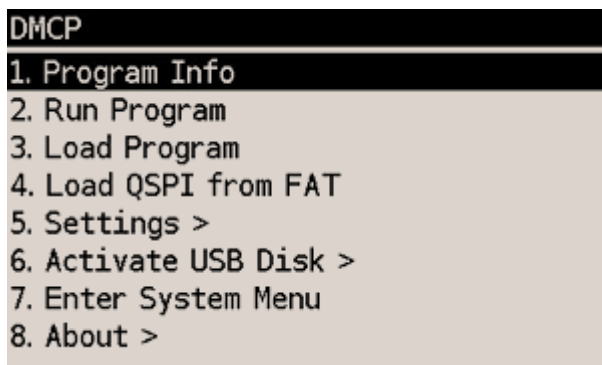 DMCP
1. Program Info
2. Run Program
3. Load Program
4. Load QSPI from FAT
5. Settings >
6. Activate USB Disk >
7. Enter System Menu
8. About >